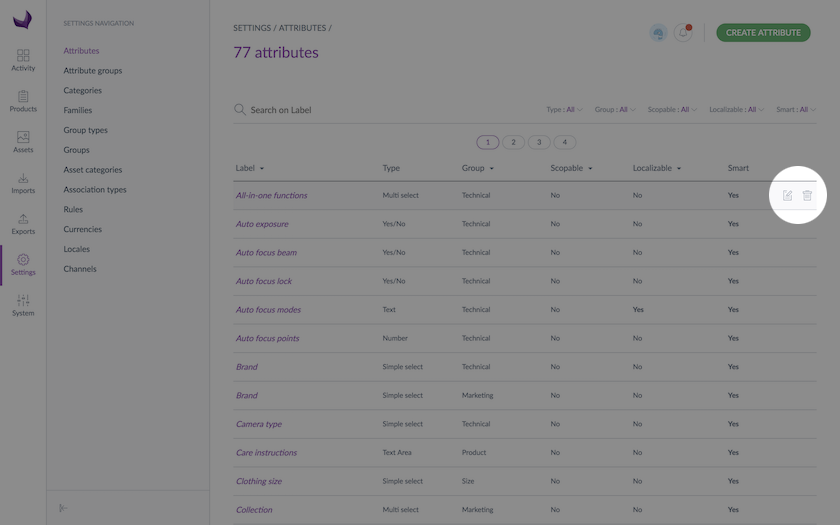 SETTINGS / ATTRIBUTES /
77 attributes
CREATE ATTRIBUTE
SETTINGS NAVIGATION
Attributes
Attribute groups
Categories
Families
Group types
Groups
Asset categories
Association types
Rules
Currencies
Locales
Channels
Activity
Products
Assets
Imports
Exports
Settings
System
Search on Label
Type : All Group : All Scopable : All Localizable : All Smart : All
1 2 3 4
Label Type Group Scopable Localizable Smart
All-in-one functions Multi select Technical No No Yes
Auto exposure Yes/No Technical No No Yes
Auto focus beam Yes/No Technical No No Yes
Auto focus lock Yes/No Technical No No Yes
Auto focus modes Text Technical No Yes Yes
Auto focus points Number Technical No No Yes
Brand Simple select Technical No No Yes
Brand Simple select Marketing No No Yes
Camera type Simple select Technical No No Yes
Care instructions Text Area Product No No Yes
Clothing size Simple select Size No No Yes
Collection Multi select Marketing No No Yes